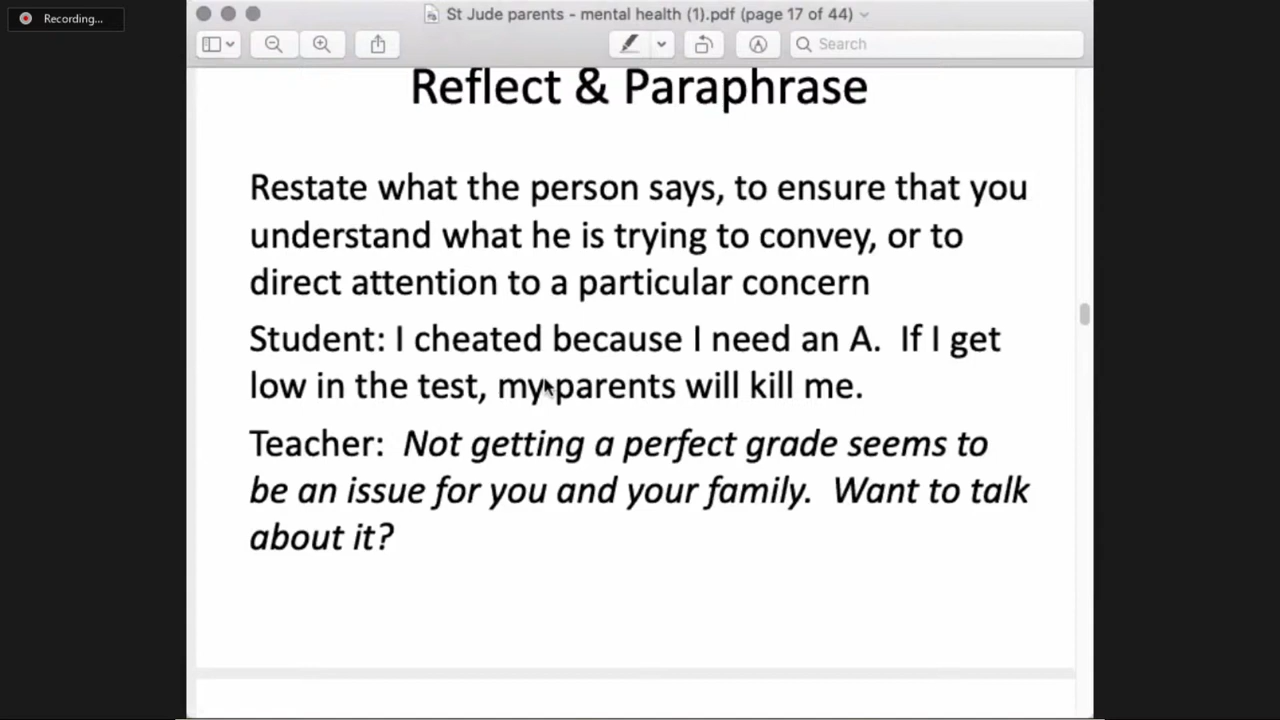 Recording...
St Jude parents - mental health (1).pdf (page 17 of 44)
Search
Reflect & Paraphrase
Restate what the person says, to ensure that you
understand what he is trying to convey, or to
direct attention to a particular concern
Student: I cheated because I need an A.  If I get
low in the test, my parents will kill me.
Teacher:  Not getting a perfect grade seems to
be an issue for you and your family.  Want to talk
about it?